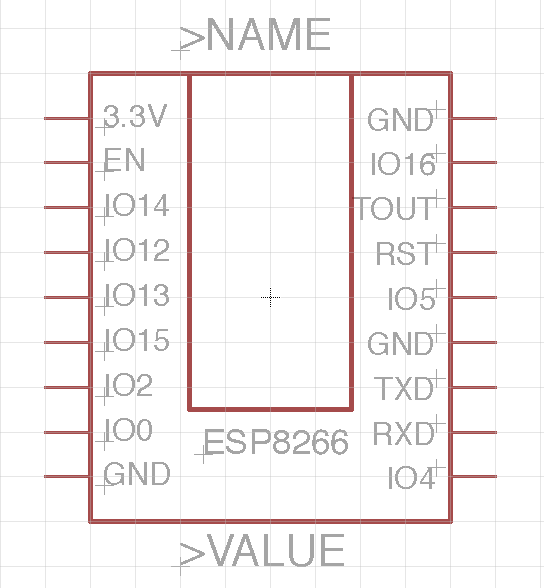 >NAME
3.3V GND
EN IO16
IO14 TOUT
IO12 RST
IO13 IO5
IO15 GND
IO2 TXD
IO0 RXD
ESP8266
GND IO4
>VALUE